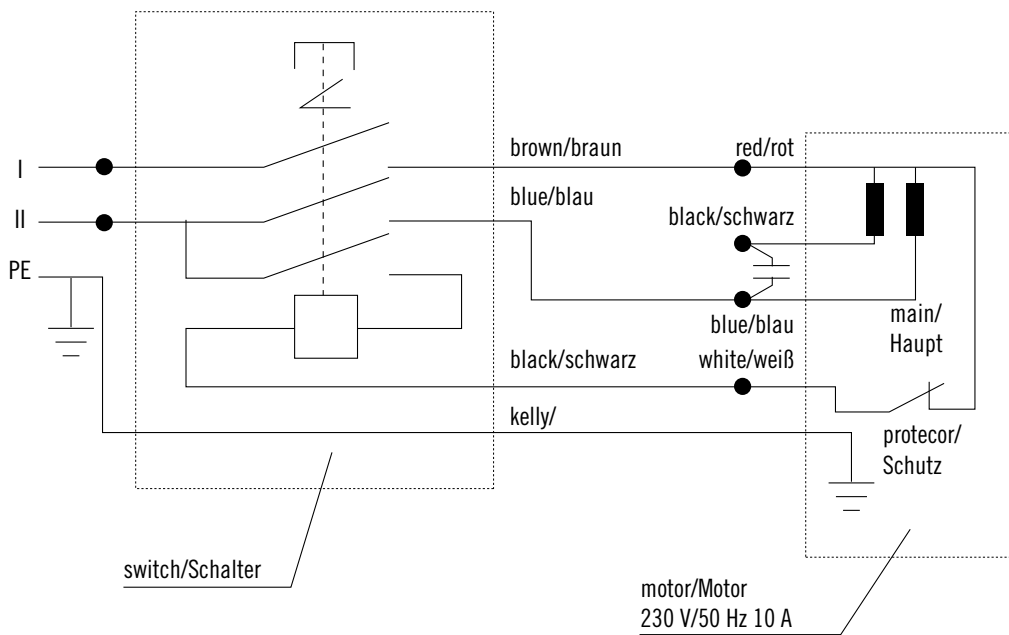 I
II
PE
brown/braun
red/rot
blue/blau
black/schwarz
blue/blau
main/
Haupt
black/schwarz
white/weiß
kelly/
protecor/
Schutz
switch/Schalter
motor/Motor
230 V/50 Hz 10 A